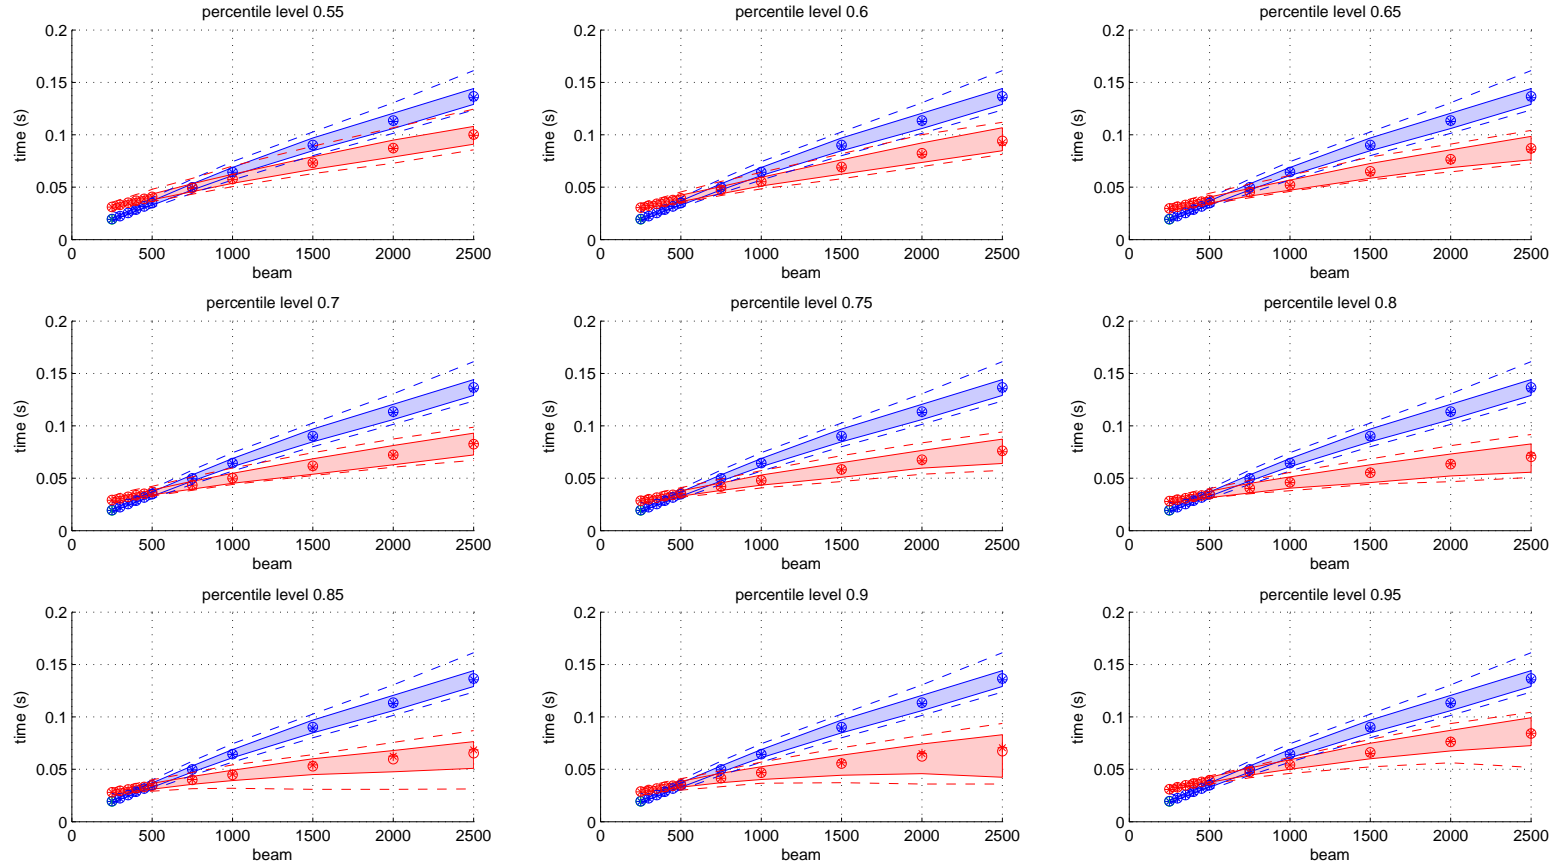 percentile level 0.55
percentile level 0.6
percentile level 0.65
0.2
0.15
0.1
0.05
0
time (s)
0 500 1000 1500 2000 2500
beam
0.2
0.15
0.1
0.05
0
time (s)
0 500 1000 1500 2000 2500
beam
0.2
0.15
0.1
0.05
0
time (s)
0 500 1000 1500 2000 2500
beam
percentile level 0.7
percentile level 0.75
percentile level 0.8
0.2
0.15
0.1
0.05
0
time (s)
0 500 1000 1500 2000 2500
beam
0.2
0.15
0.1
0.05
0
time (s)
0 500 1000 1500 2000 2500
beam
0.2
0.15
0.1
0.05
0
time (s)
0 500 1000 1500 2000 2500
beam
percentile level 0.85
percentile level 0.9
percentile level 0.95
0.2
0.15
0.1
0.05
0
time (s)
0 500 1000 1500 2000 2500
beam
0.2
0.15
0.1
0.05
0
time (s)
0 500 1000 1500 2000 2500
beam
0.2
0.15
0.1
0.05
0
time (s)
0 500 1000 1500 2000 2500
beam